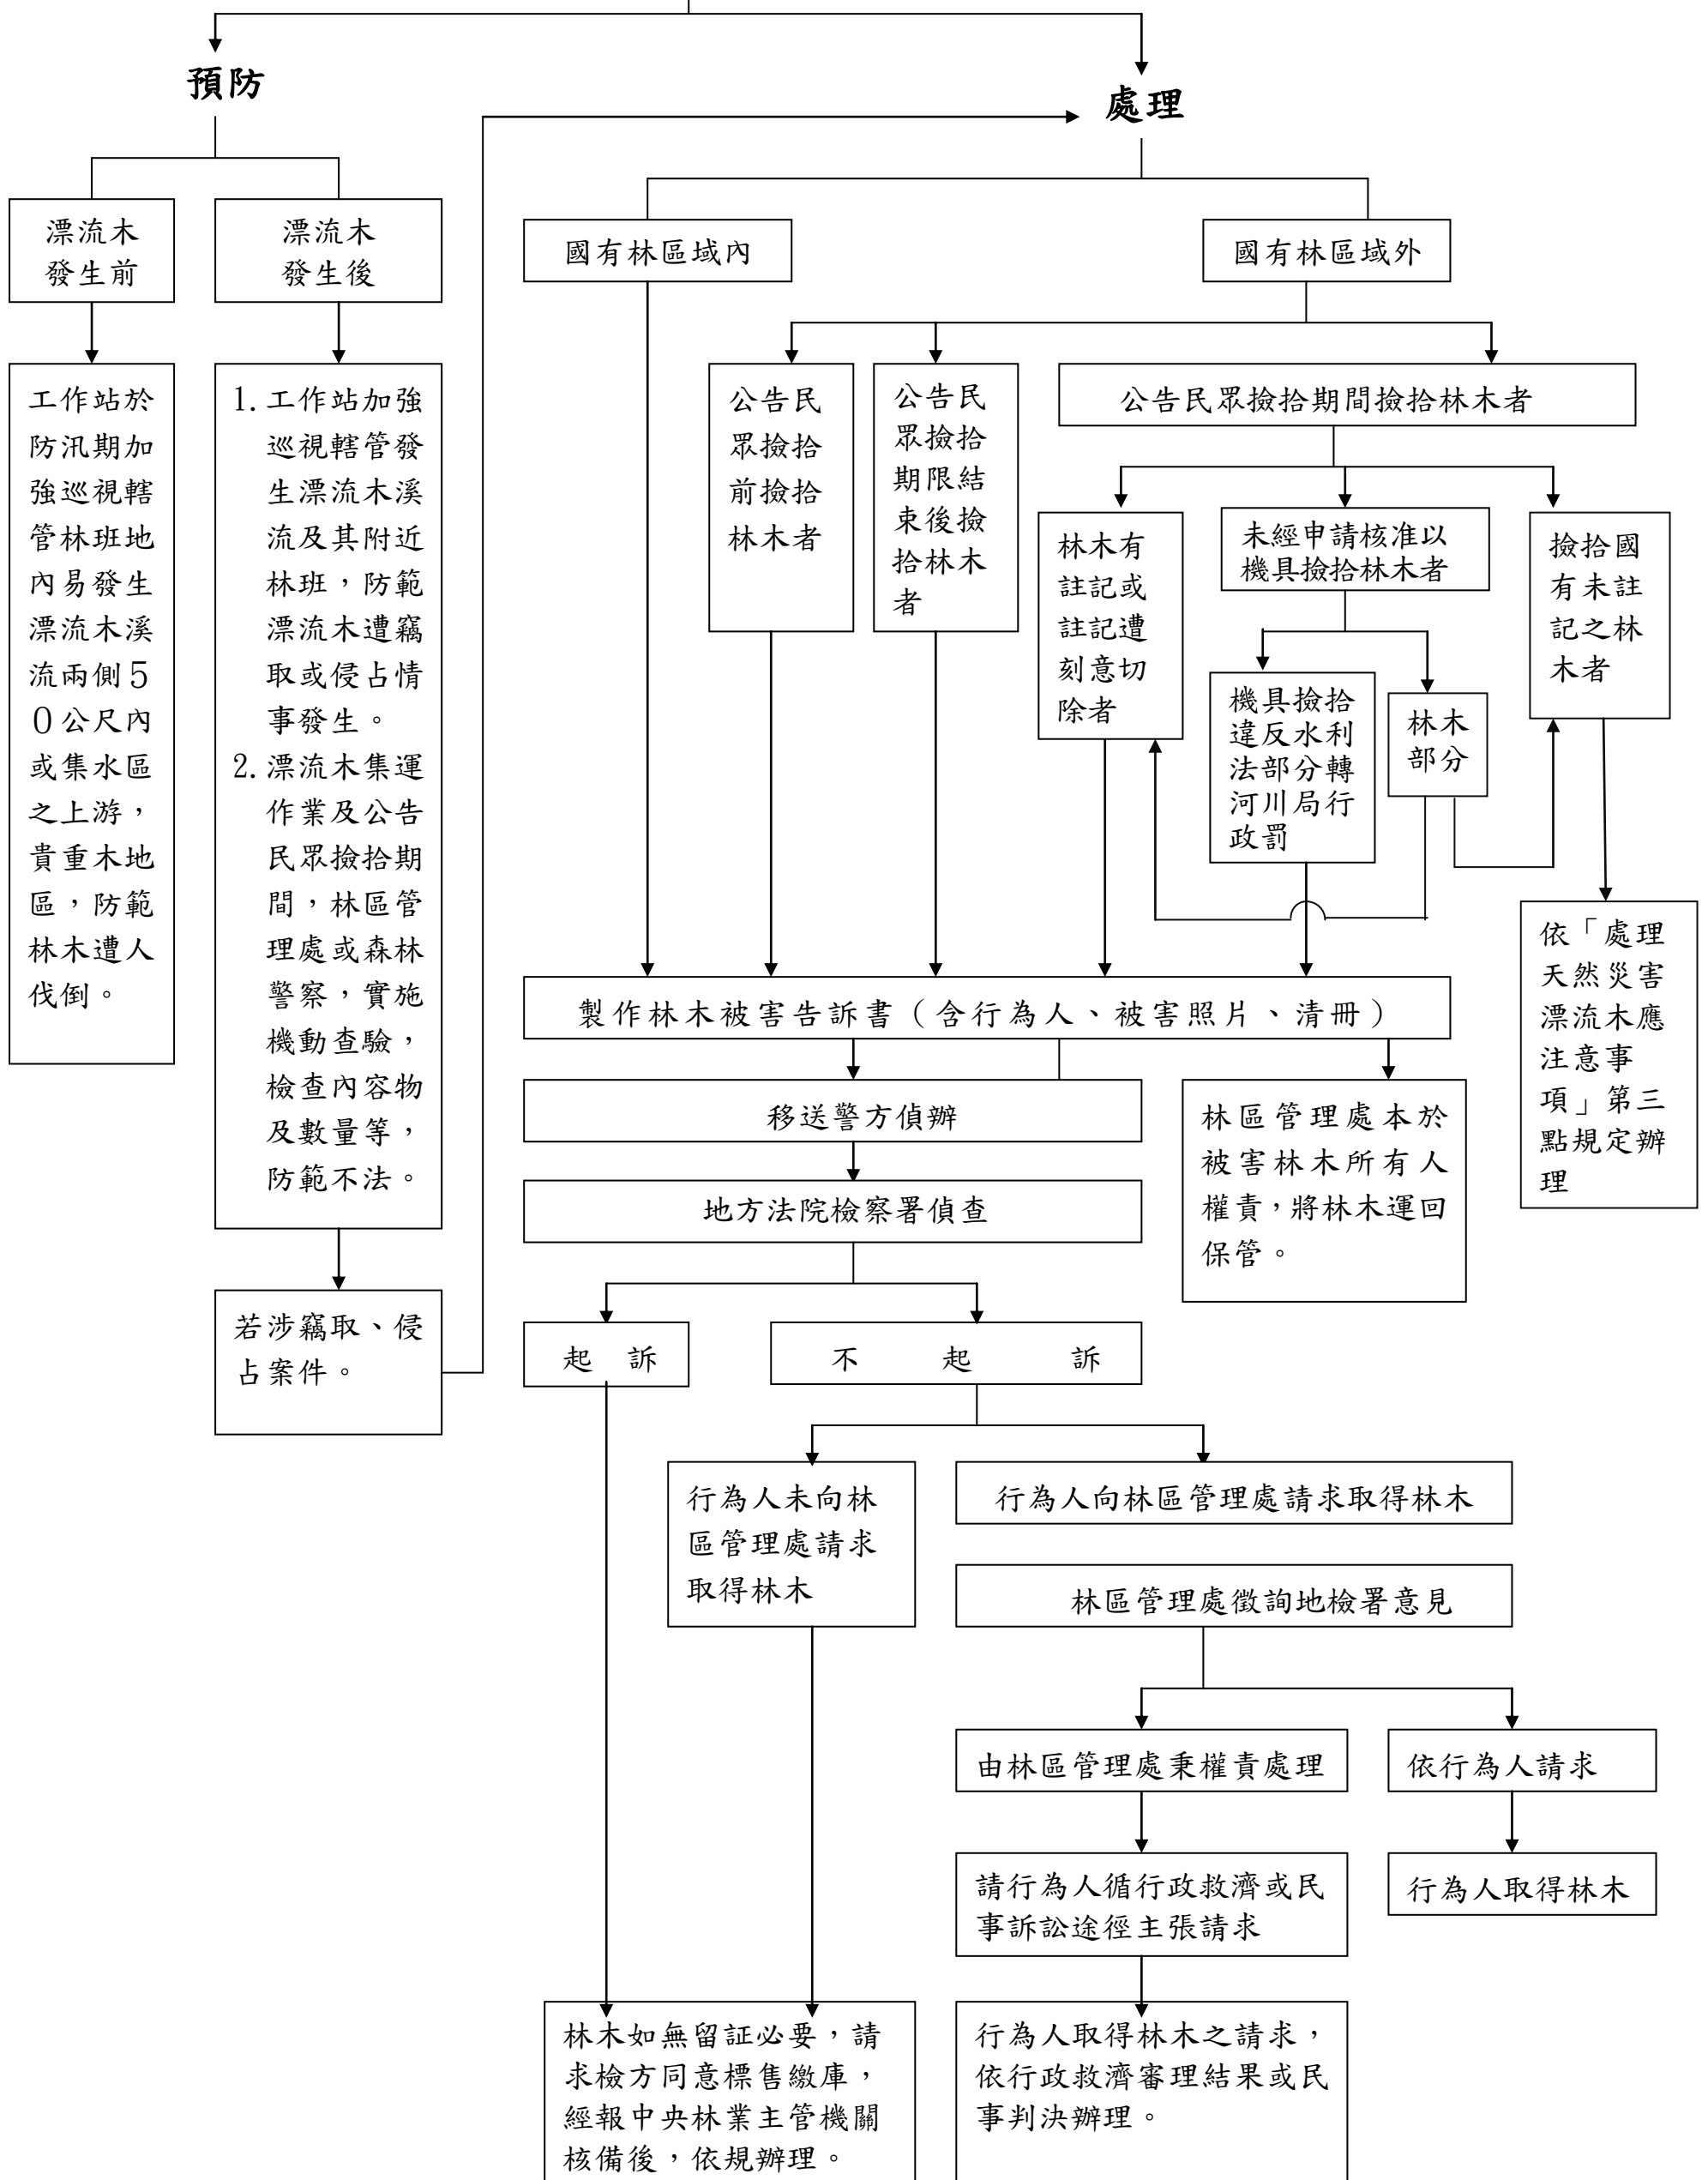 預防
處理
漂流木
發生前
漂流木
發生後
國有林區域內
國有林區域外
工作站於
防汛期加
強巡視轄
管林班地
內易發生
漂流木溪
流兩側５
０公尺內
或集水區
之上游，
貴重木地
區，防範
林木遭人
伐倒。
1. 工作站加強
巡視轄管發
生漂流木溪
流及其附近
林班，防範
漂流木遭竊
取或侵占情
事發生。
2. 漂流木集運
作業及公告
民眾撿拾期
間，林區管
理處或森林
警察，實施
機動查驗，
檢查內容物
及數量等，
防範不法。
若涉竊取、侵
占案件。
公告民
眾撿拾
前撿拾
林木者
公告民
眾撿拾
期限結
束後撿
拾林木
者
公告民眾撿拾期間撿拾林木者
林木有
註記或
註記遭
刻意切
除者
未經申請核准以
機具撿拾林木者
撿拾國
有未註
記之林
木者
機具撿拾
違反水利
法部分轉
河川局行
政罰
林木
部分
依「處理
天然災害
漂流木應
注意事
項」第三
點規定辦
理
製作林木被害告訴書（含行為人、被害照片、清冊）
移送警方偵辦
林區管理處本於
被害林木所有人
權責，將林木運回
保管。
地方法院檢察署偵查
起 訴
不 起 訴
行為人未向林
區管理處請求
取得林木
行為人向林區管理處請求取得林木
林區管理處徵詢地檢署意見
由林區管理處秉權責處理
依行為人請求
請行為人循行政救濟或民
事訴訟途徑主張請求
行為人取得林木
林木如無留証必要，請
求檢方同意標售繳庫，
經報中央林業主管機關
核備後，依規辦理。
行為人取得林木之請求，
依行政救濟審理結果或民
事判決辦理。